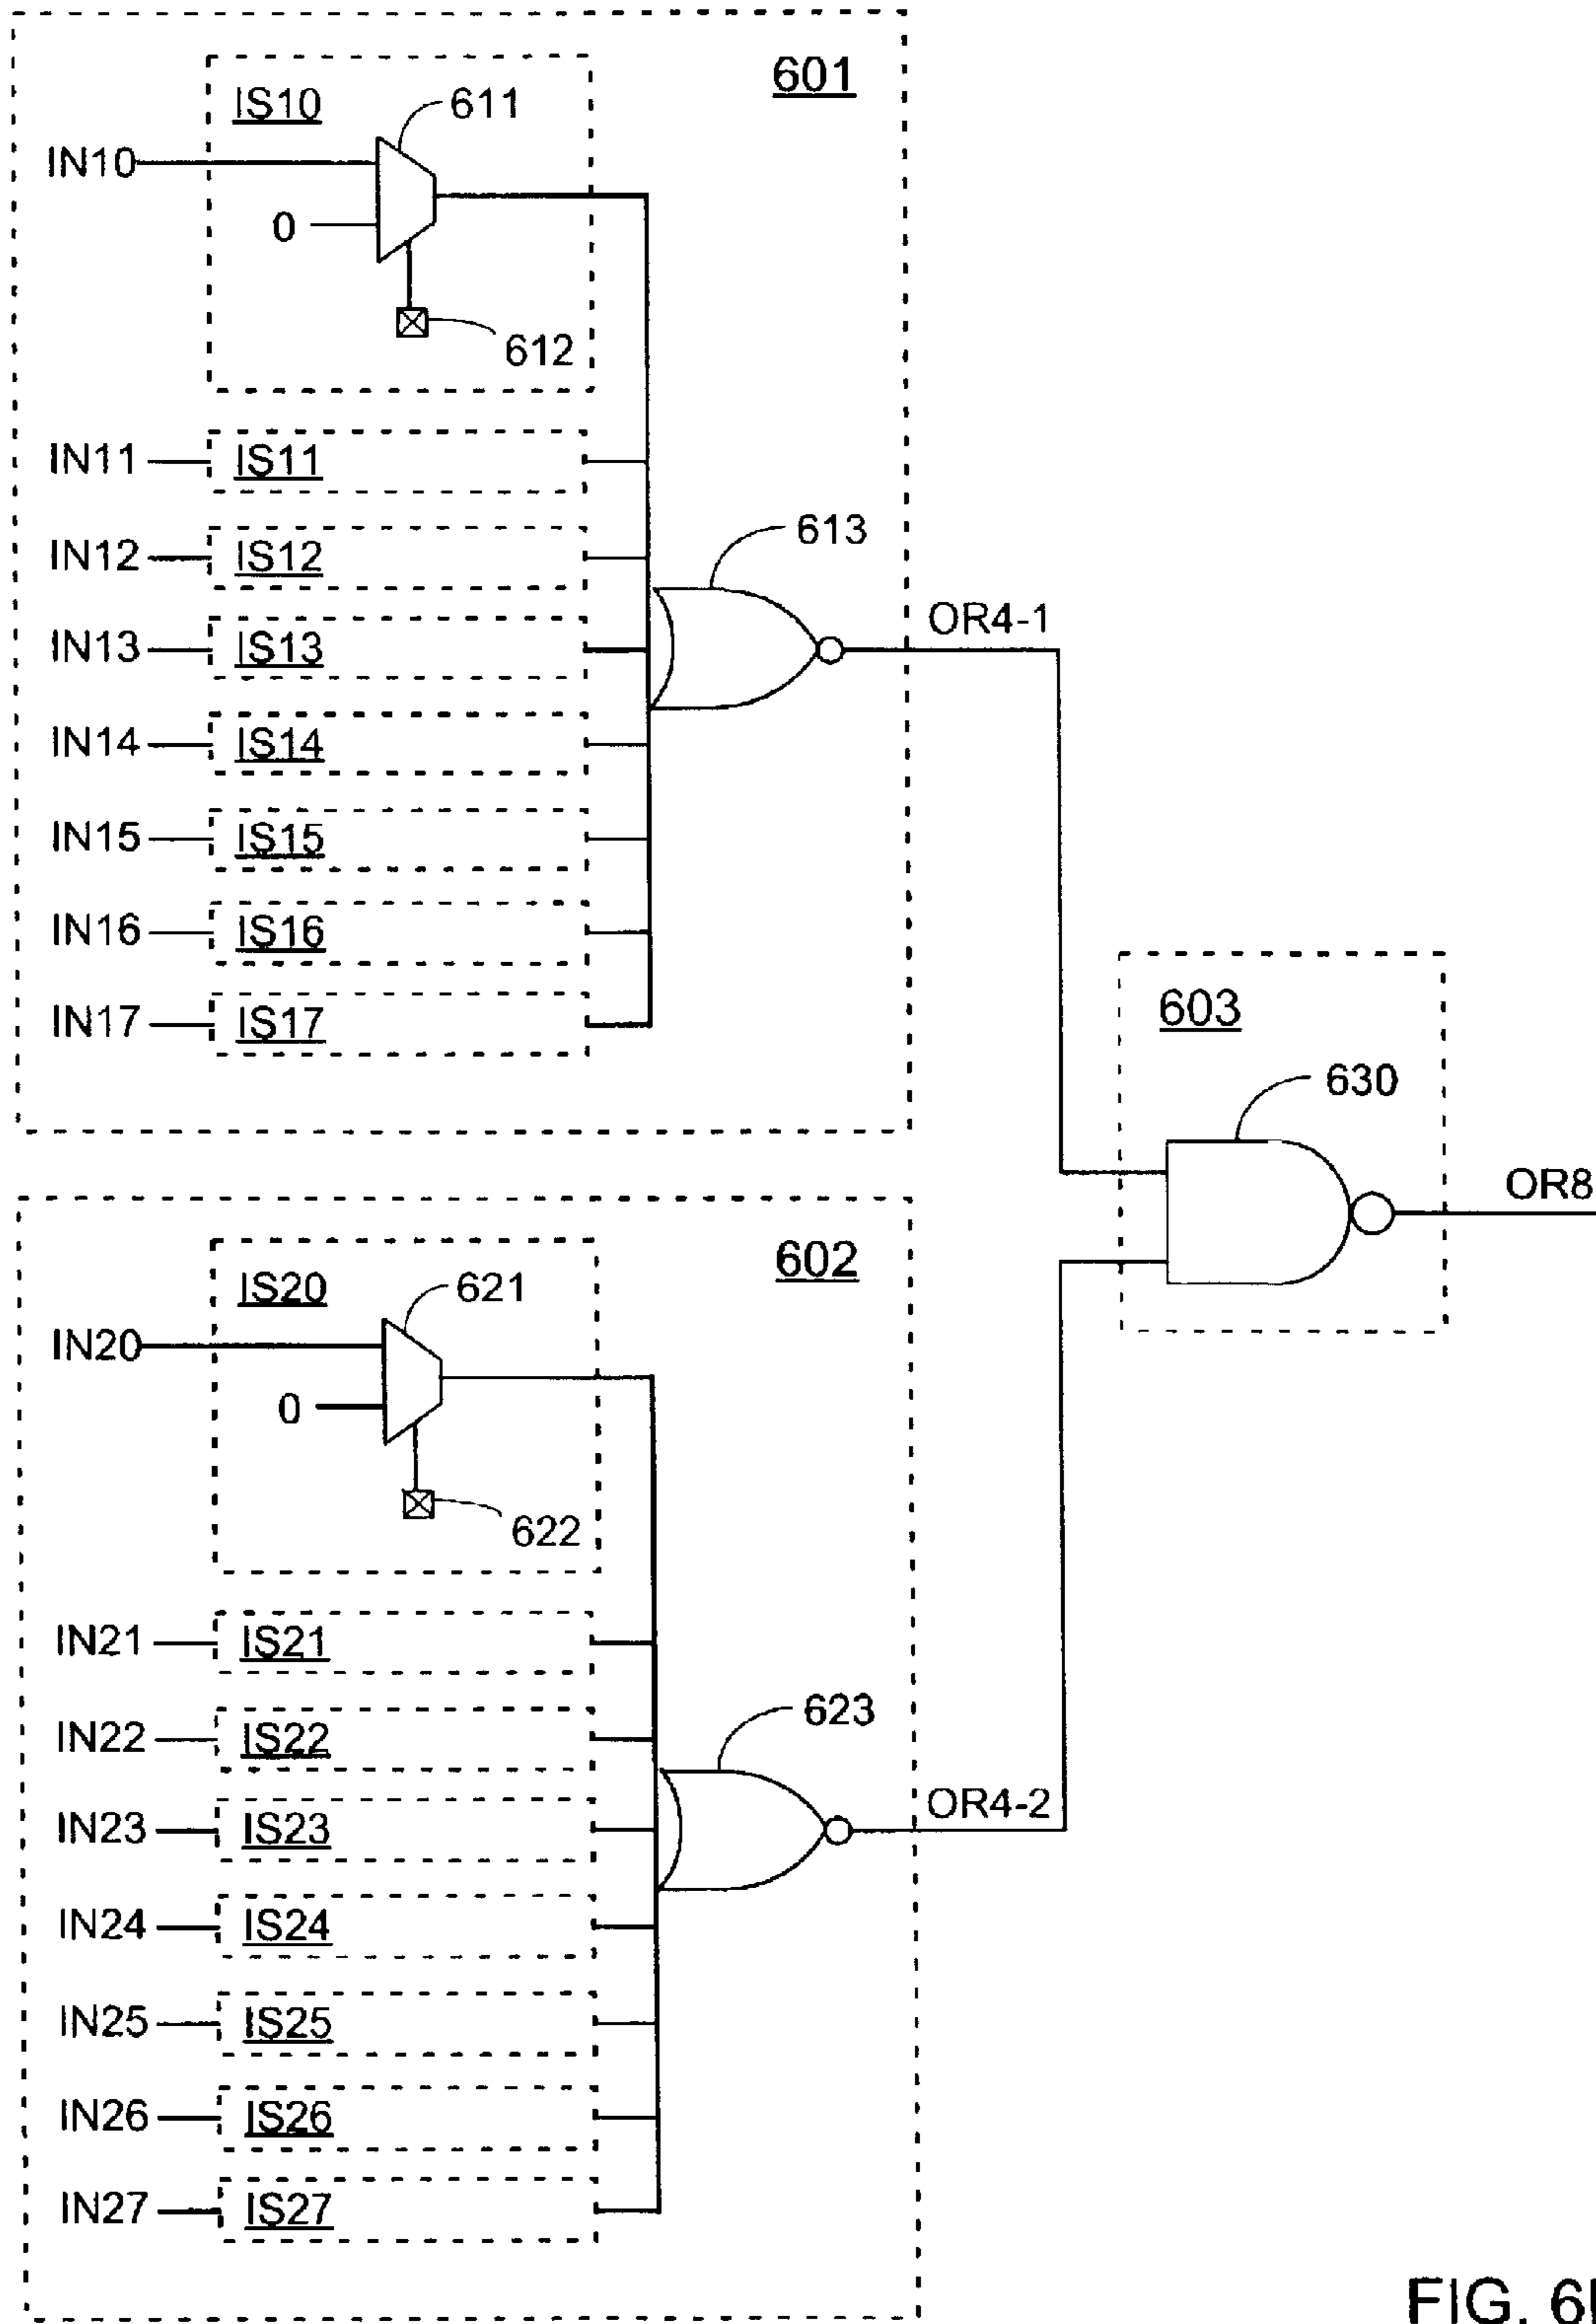 601
IS10
611
IN10
0
612
IN11 IS11
613
IN12 IS12
OR4-1
IN13 IS13
IN14 IS14
IN15 IS15
IN16 IS16
IN17 IS17
603
630
OR8
602
IS20
621
IN20
0
622
IN21 IS21
623
IN22 IS22
OR4-2
IN23 IS23
IN24 IS24
IN25 IS25
IN26 IS26
IN27 IS27
FIG.